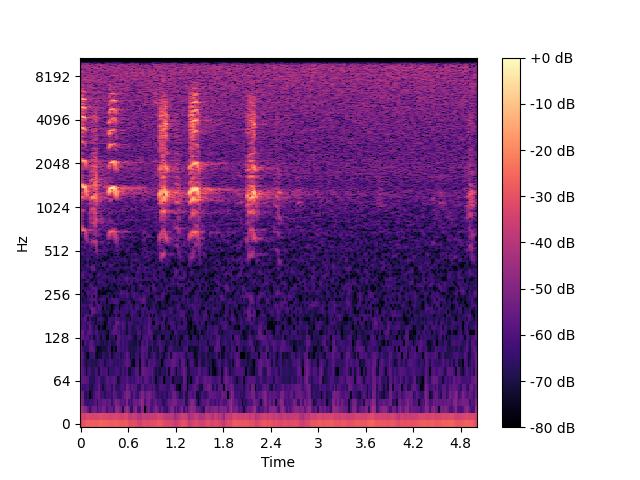 8192
4096
2048
1024
512
256
128
64
0
Hz
0 0.6 1.2 1.8 2.4 3 3.6 4.2 4.8
Time
+0 dB
-10 dB
-20 dB
-30 dB
-40 dB
-50 dB
-60 dB
-70 dB
-80 dB